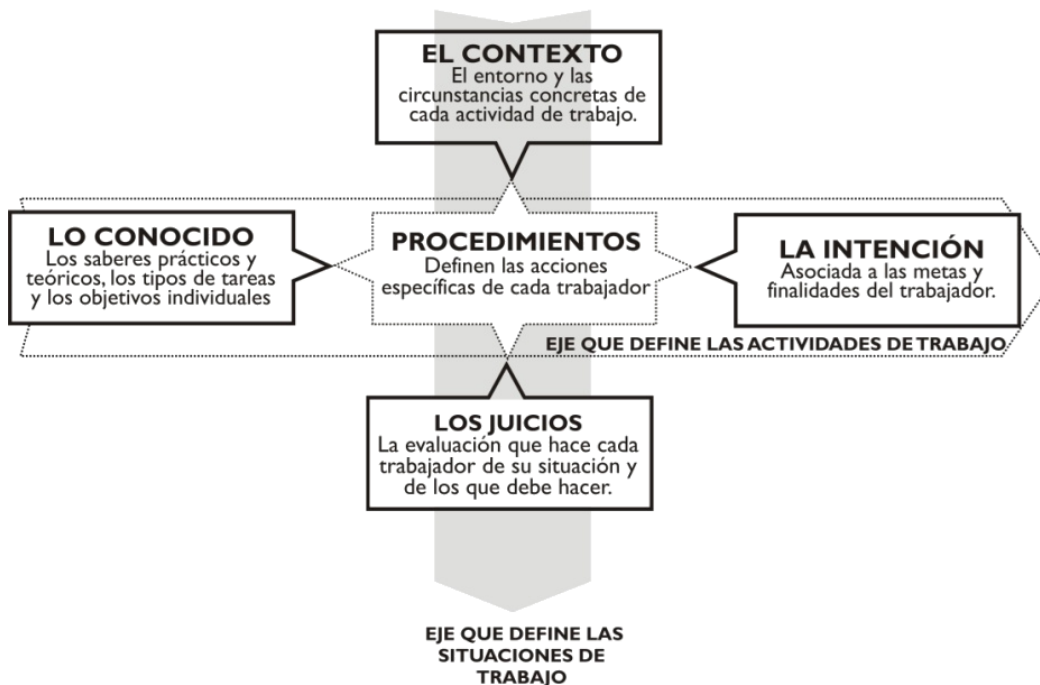 EL CONTEXTO
El entorno y las
circunstancias concretas de
cada actividad de trabajo.
LO CONOCIDO
Los saberes prácticos y
teóricos, los tipos de tareas
y los objetivos individuales
PROCEDIMIENTOS
Definen las acciones
específicas de cada trabajador
LA INTENCIÓN
Asociada a las metas y
finalidades del trabajador.
EJE QUE DEFINE LAS ACTIVIDADES DE TRABAJO
LOS JUICIOS
La evaluación que hace cada
trabajador de su situación y
de los que debe hacer.
EJE QUE DEFINE LAS
SITUACIONES DE
TRABAJO